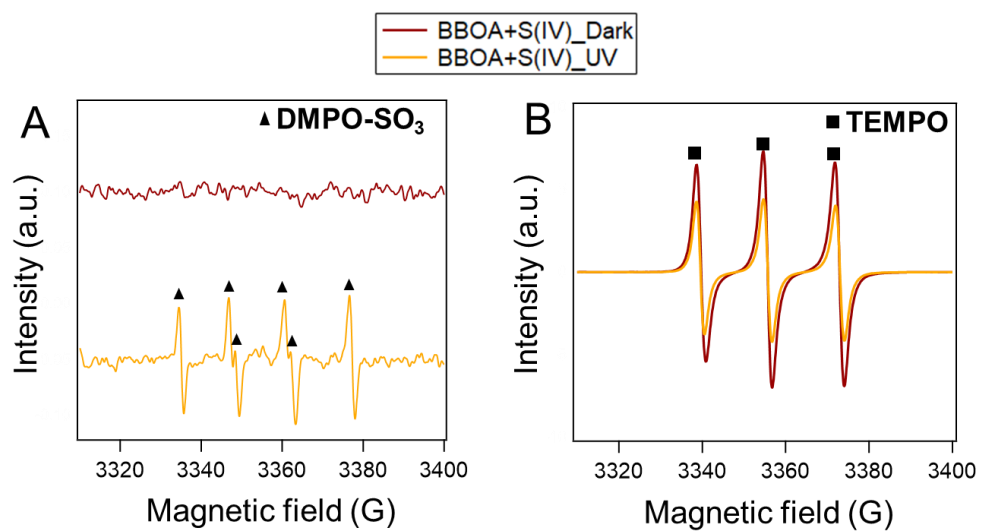 BBOA+S(IV)_Dark
BBOA+S(IV)_UV
A
▲ DMPO-SO₃
Intensity (a.u.)
3320 3340 3360 3380 3400
Magnetic field (G)
B
■ TEMPO
Intensity (a.u.)
3320 3340 3360 3380 3400
Magnetic field (G)